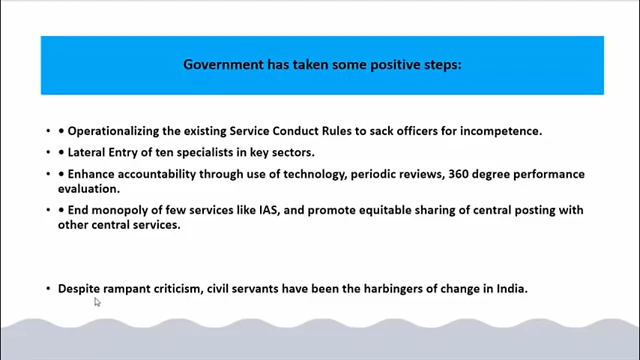 Government has taken some positive steps:
• • Operationalizing the existing Service Conduct Rules to sack officers for incompetence.
• • Lateral Entry of ten specialists in key sectors.
• • Enhance accountability through use of technology, periodic reviews, 360 degree performance
evaluation.
• • End monopoly of few services like IAS, and promote equitable sharing of central posting with
other central services.
• Despite rampant criticism, civil servants have been the harbingers of change in India.